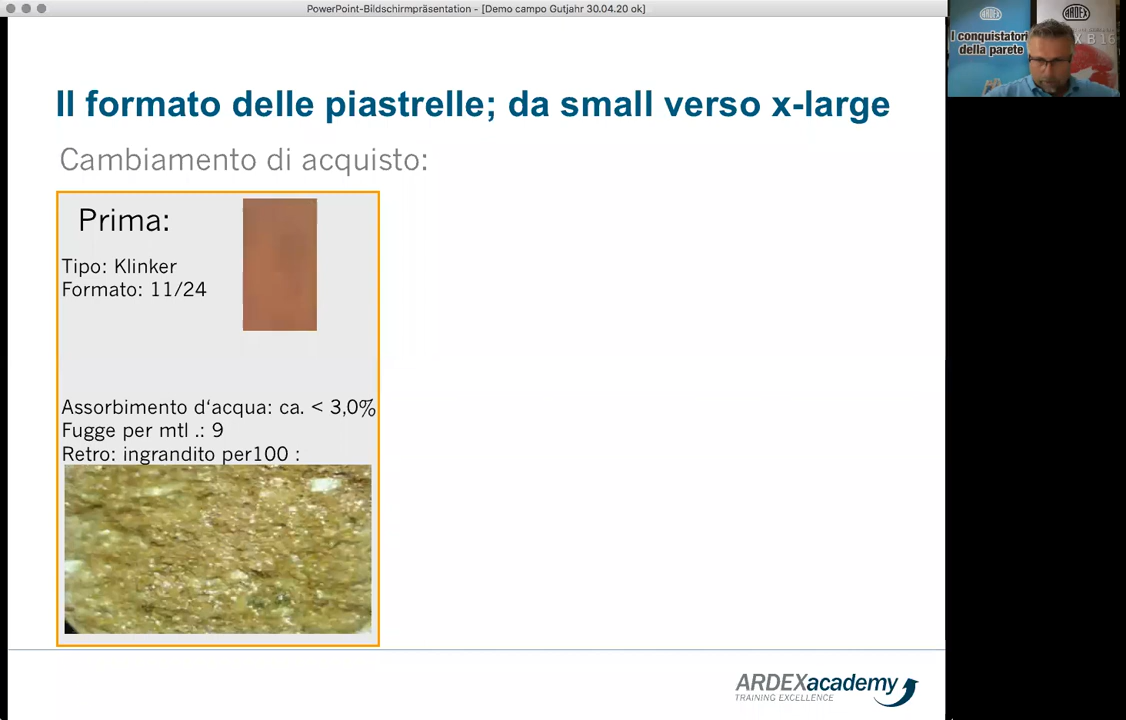 PowerPoint-Bildschirmpräsentation - [Demo campo Gutjahr 30.04.20 ok]
ARDEX
ARDEX
I conquistatori
della parete
X B 16
Il formato delle piastrelle; da small verso x-large
Cambiamento di acquisto:
Prima:
Tipo: Klinker
Formato: 11/24
Assorbimento d‘acqua: ca. < 3,0%
Fugge per mtl .: 9
Retro: ingrandito per100 :
ARDEXacademy
TRAINING EXCELLENCE